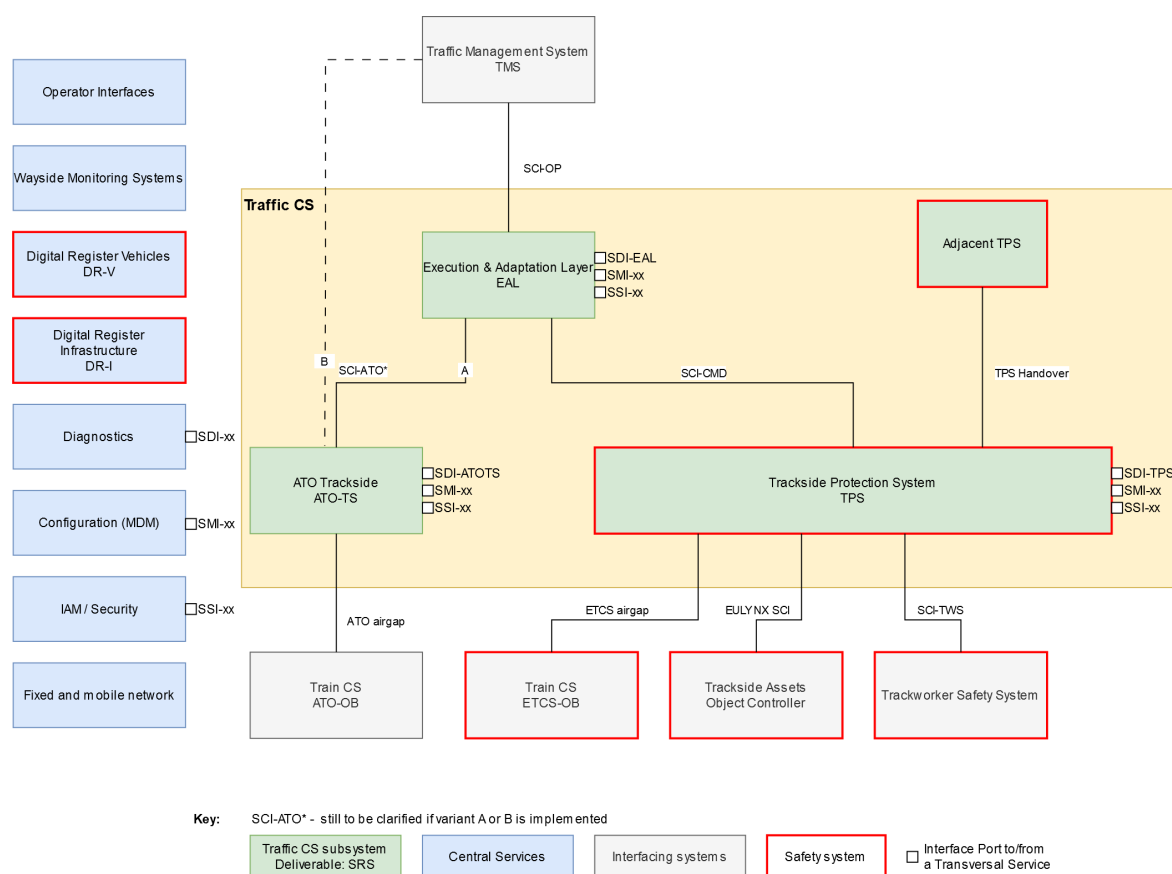 Traffic Management System
TMS
Operator Interfaces
SCI-OP
Wayside Monitoring Systems
Traffic CS
Digital Register Vehicles
DR-V
Adjacent TPS
Execution & Adaptation Layer
EAL
SDI-EAL
SMI-xx
SSI-xx
Digital Register
Infrastructure
DR-I
B
SCI-ATO*
A
SCI-CMD
TPS Handover
Diagnostics
SDI-xx
ATO Trackside
ATO-TS
SDI-ATOTS
SMI-xx
SSI-xx
Trackside Protection System
TPS
SDI-TPS
SMI-xx
SSI-xx
Configuration (MDM)
SMI-xx
IAM / Security
SSI-xx
ATO airgap
ETCS airgap
EULYNX SCI
SCI-TWS
Fixed and mobile network
Train CS
ATO-OB
Train CS
ETCS-OB
Trackside Assets
Object Controller
Trackworker Safety System
Key:
SCI-ATO* - still to be clarified if variant A or B is implemented
Traffic CS subsystem
Deliverable: SRS
Central Services
Interfacing systems
Safety system
Interface Port to/from
a Transversal Service